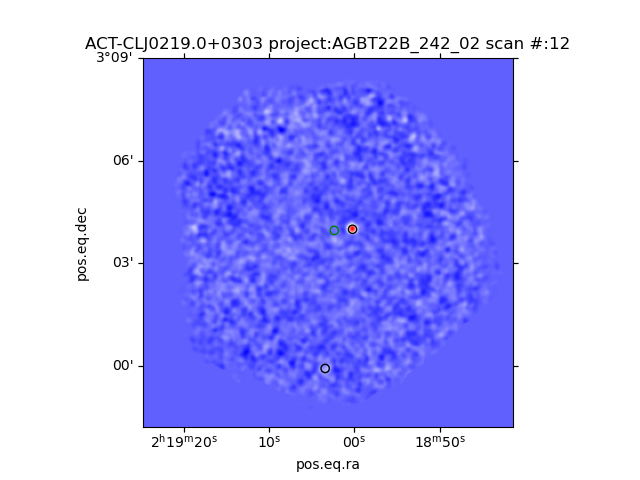 ACT-CLJ0219.0+0303 project:AGBT22B_242_02 scan #:12
3°09'
06'
03'
00'
pos.eq.dec
2ʰ19ᵐ20ˢ 10ˢ 00ˢ 18ᵐ50ˢ
pos.eq.ra